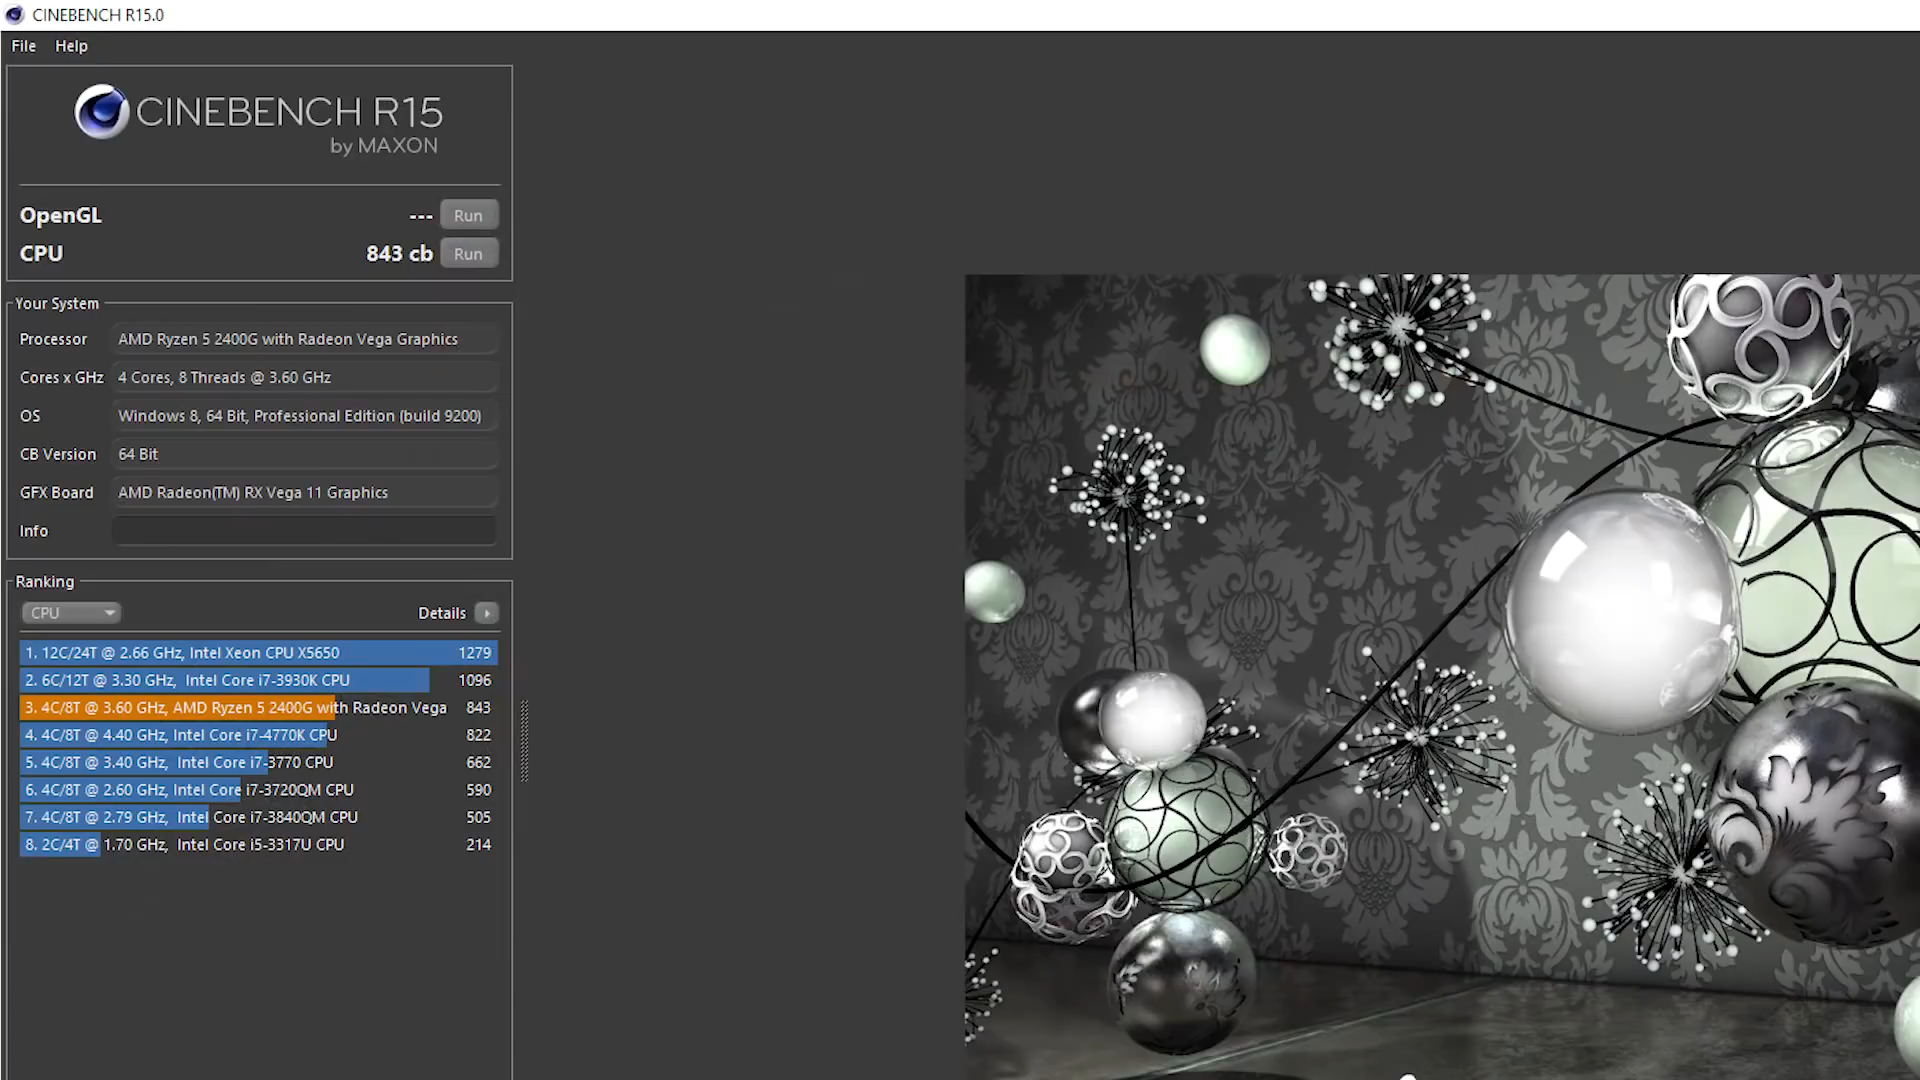 CINEBENCH R15.0
File Help
CINEBENCH R15
by MAXON
OpenGL --- Run
CPU 843 cb Run
Your System
Processor AMD Ryzen 5 2400G with Radeon Vega Graphics
Cores x GHz 4 Cores, 8 Threads @ 3.60 GHz
OS Windows 8, 64 Bit, Professional Edition (build 9200)
CB Version 64 Bit
GFX Board AMD Radeon(TM) RX Vega 11 Graphics
Info
Ranking
CPU Details
1. 12C/24T @ 2.66 GHz, Intel Xeon CPU X5650 1279
2. 6C/12T @ 3.30 GHz, Intel Core i7-3930K CPU 1096
3. 4C/8T @ 3.60 GHz, AMD Ryzen 5 2400G with Radeon Vega 843
4. 4C/8T @ 4.40 GHz, Intel Core i7-4770K CPU 822
5. 4C/8T @ 3.40 GHz, Intel Core i7-3770 CPU 662
6. 4C/8T @ 2.60 GHz, Intel Core i7-3720QM CPU 590
7. 4C/8T @ 2.79 GHz, Intel Core i7-3840QM CPU 505
8. 2C/4T @ 1.70 GHz, Intel Core i5-3317U CPU 214